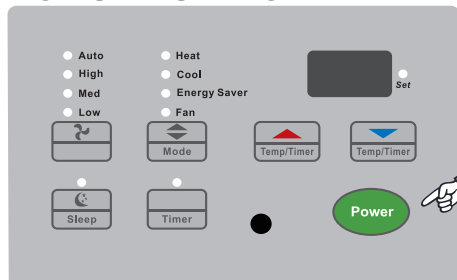 Auto
High
Med
Low
Heat
Cool
Energy Saver
Fan
Set
Mode
Temp/Timer
Temp/Timer
Sleep
Timer
Power